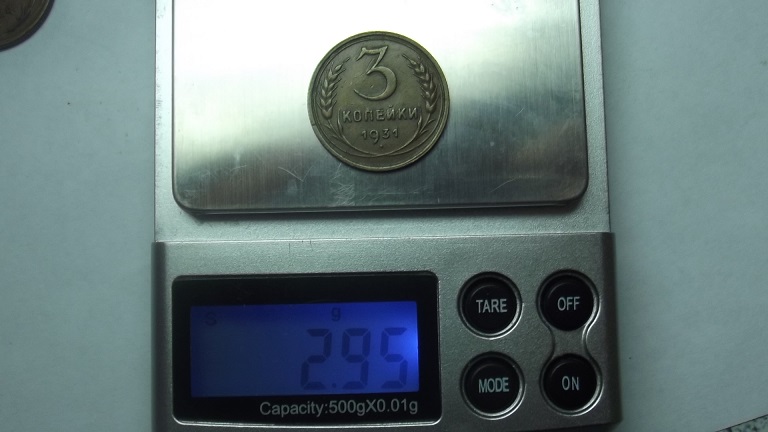 3
КОПЕЙКИ
1931
S g
2.95
Capacity:500gX0.01g
TARE OFF
MODE ON